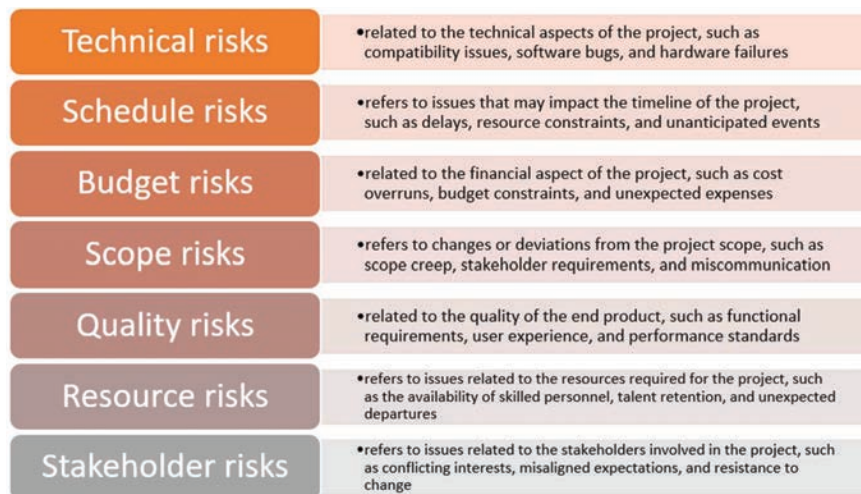 Technical risks
•related to the technical aspects of the project, such as
compatibility issues, software bugs, and hardware failures
Schedule risks
•refers to issues that may impact the timeline of the project,
such as delays, resource constraints, and unanticipated events
Budget risks
•related to the financial aspect of the project, such as cost
overruns, budget constraints, and unexpected expenses
Scope risks
•refers to changes or deviations from the project scope, such as
scope creep, stakeholder requirements, and miscommunication
Quality risks
•related to the quality of the end product, such as functional
requirements, user experience, and performance standards
Resource risks
•refers to issues related to the resources required for the project, such
as the availability of skilled personnel, talent retention, and unexpected
departures
Stakeholder risks
•refers to issues related to the stakeholders involved in the project, such
as conflicting interests, misaligned expectations, and resistance to
change